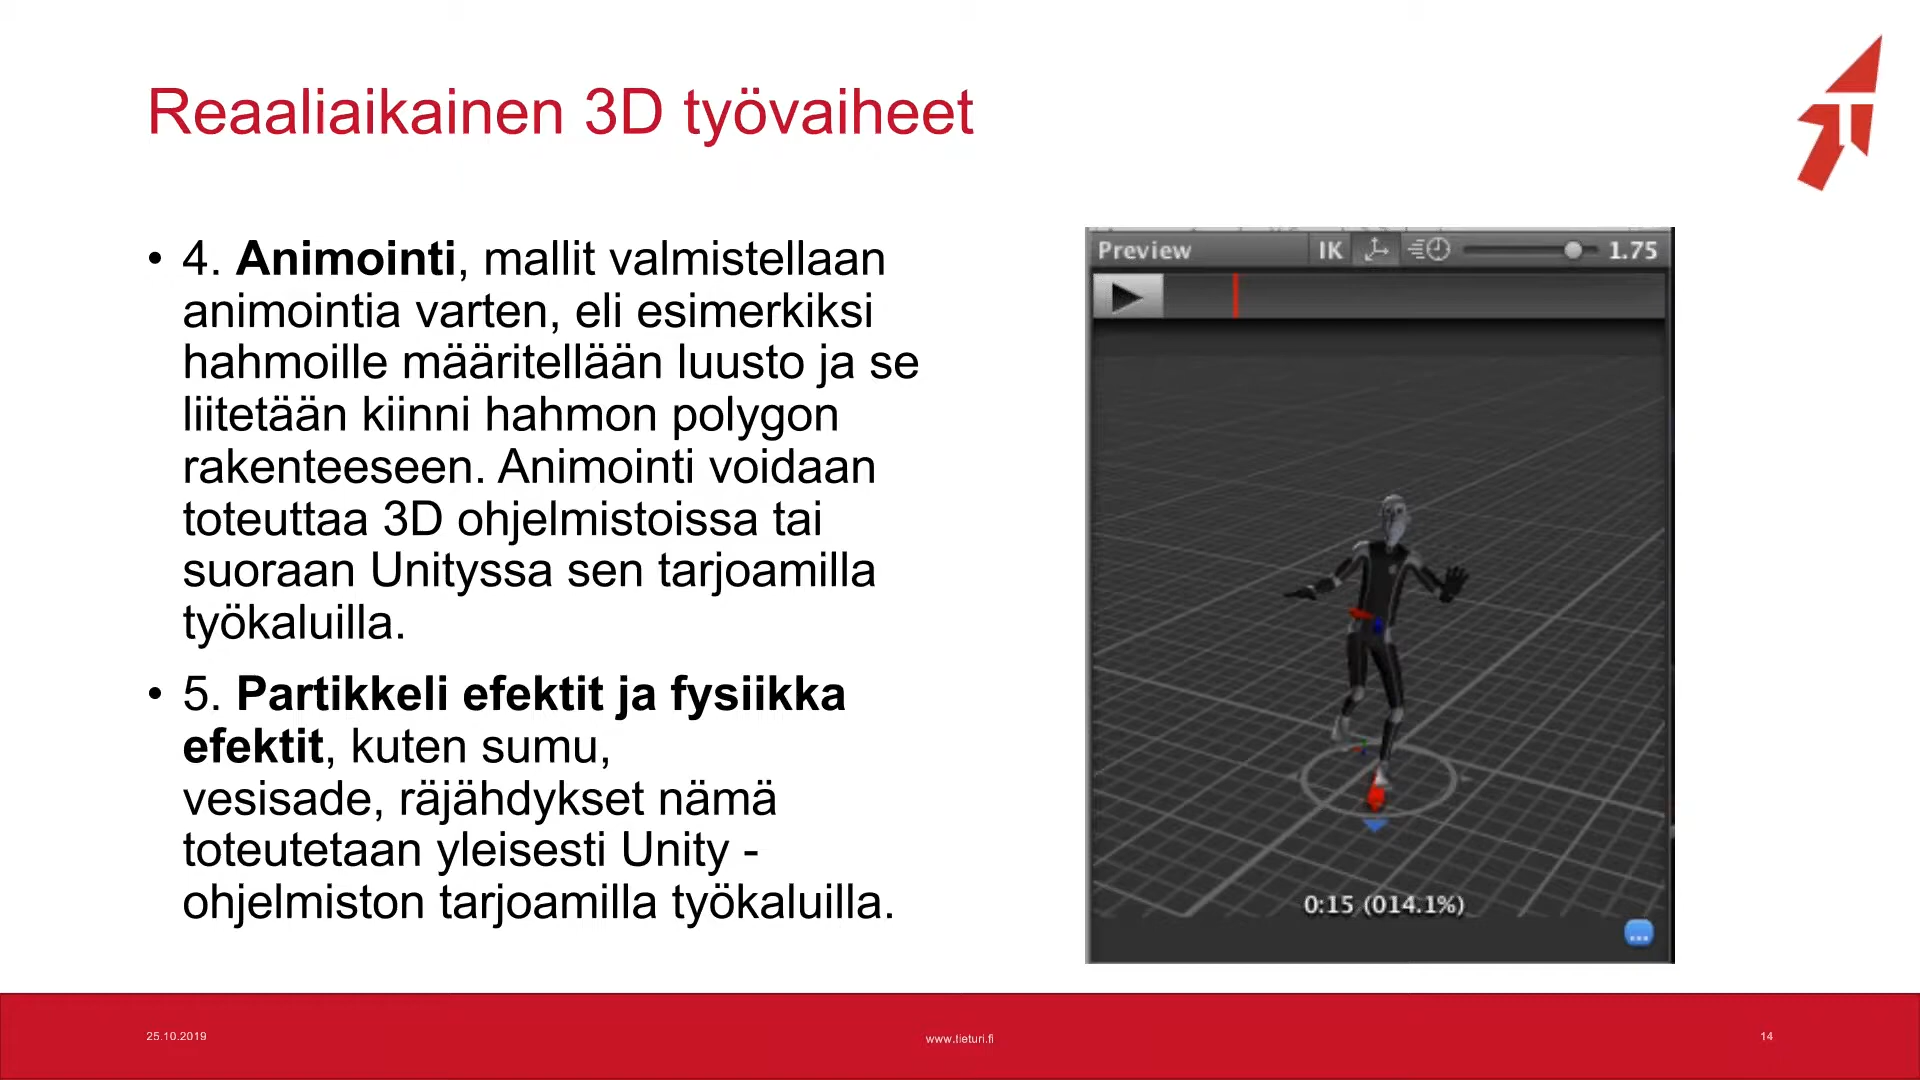 Reaaliaikainen 3D työvaiheet
• 4. Animointi, mallit valmistellaan
animointia varten, eli esimerkiksi
hahmoille määritellään luusto ja se
liitetään kiinni hahmon polygon
rakenteeseen. Animointi voidaan
toteuttaa 3D ohjelmistoissa tai
suoraan Unityssa sen tarjoamilla
työkaluilla.
• 5. Partikkeli efektit ja fysiikka
efektit, kuten sumu,
vesisade, räjähdykset nämä
toteutetaan yleisesti Unity -
ohjelmiston tarjoamilla työkaluilla.
Preview IK 1.75
0:15 (014.1%)
25.10.2019
www.tieturi.fi
14